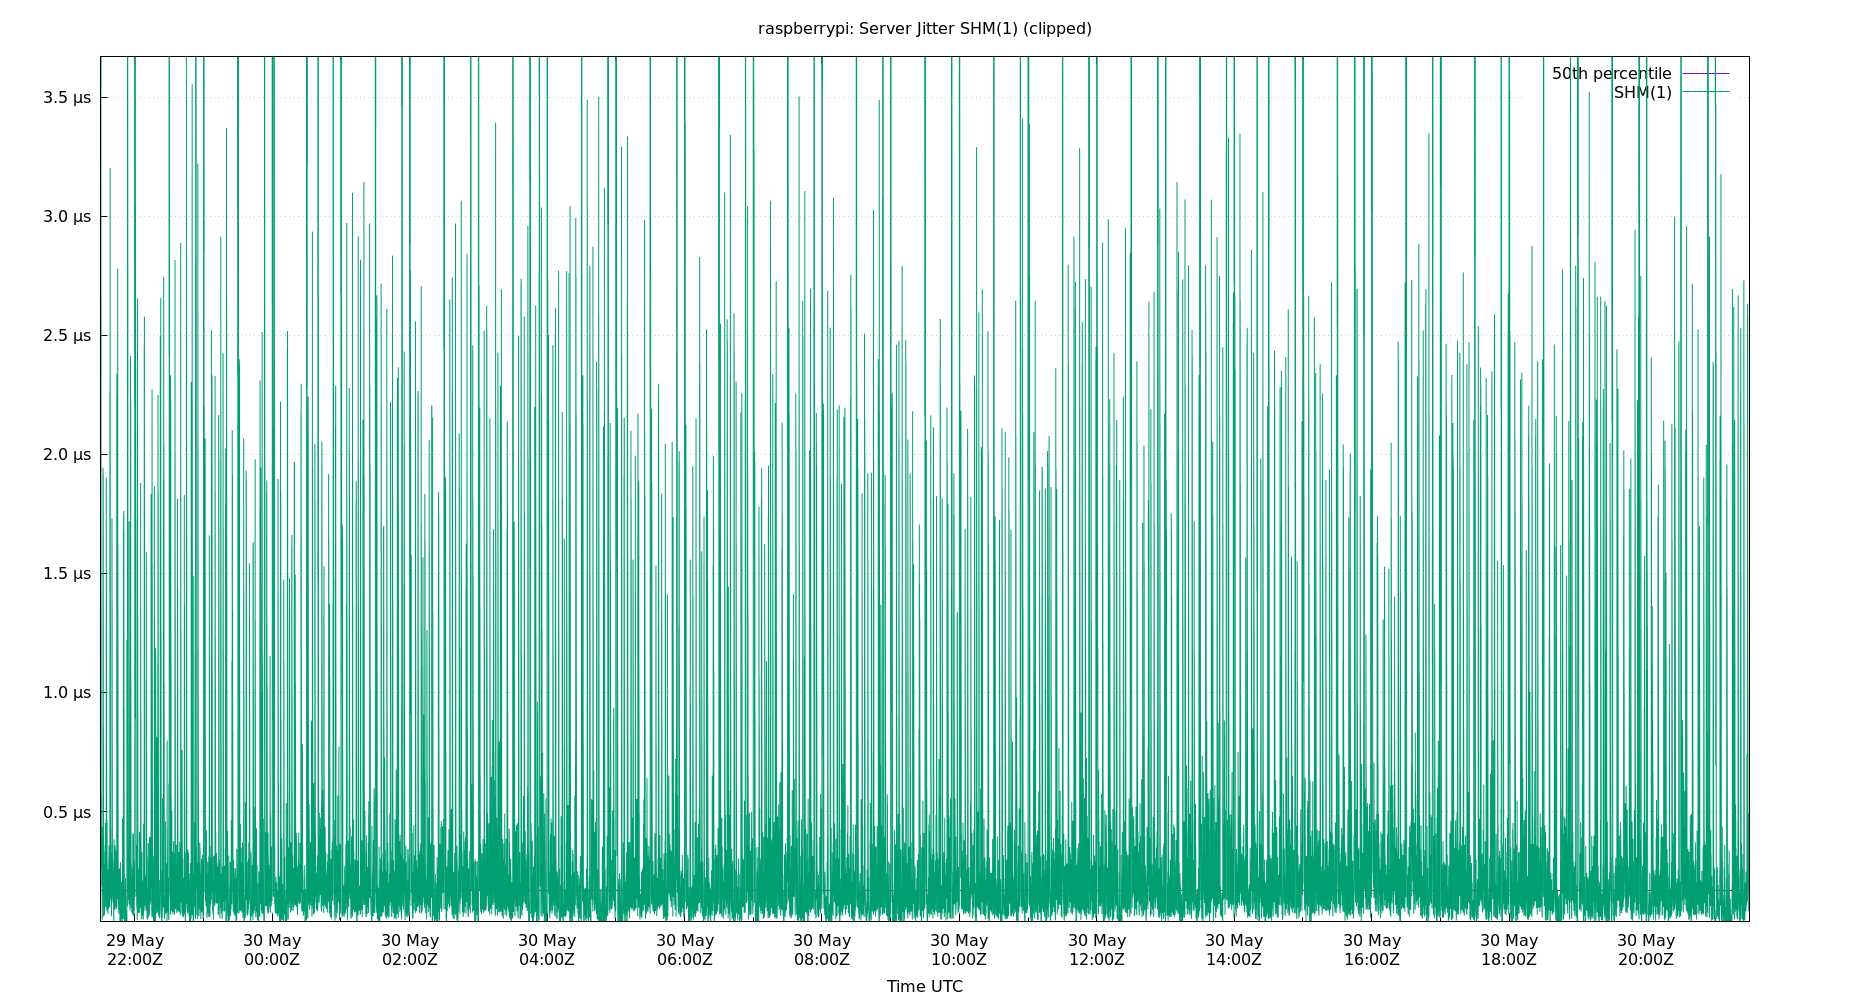 raspberrypi: Server Jitter SHM(1) (clipped)
50th percentile
SHM(1)
3.5 µs
3.0 µs
2.5 µs
2.0 µs
1.5 µs
1.0 µs
0.5 µs
29 May 30 May 30 May 30 May 30 May 30 May 30 May 30 May 30 May 30 May 30 May 30 May
22:00Z 00:00Z 02:00Z 04:00Z 06:00Z 08:00Z 10:00Z 12:00Z 14:00Z 16:00Z 18:00Z 20:00Z
Time UTC